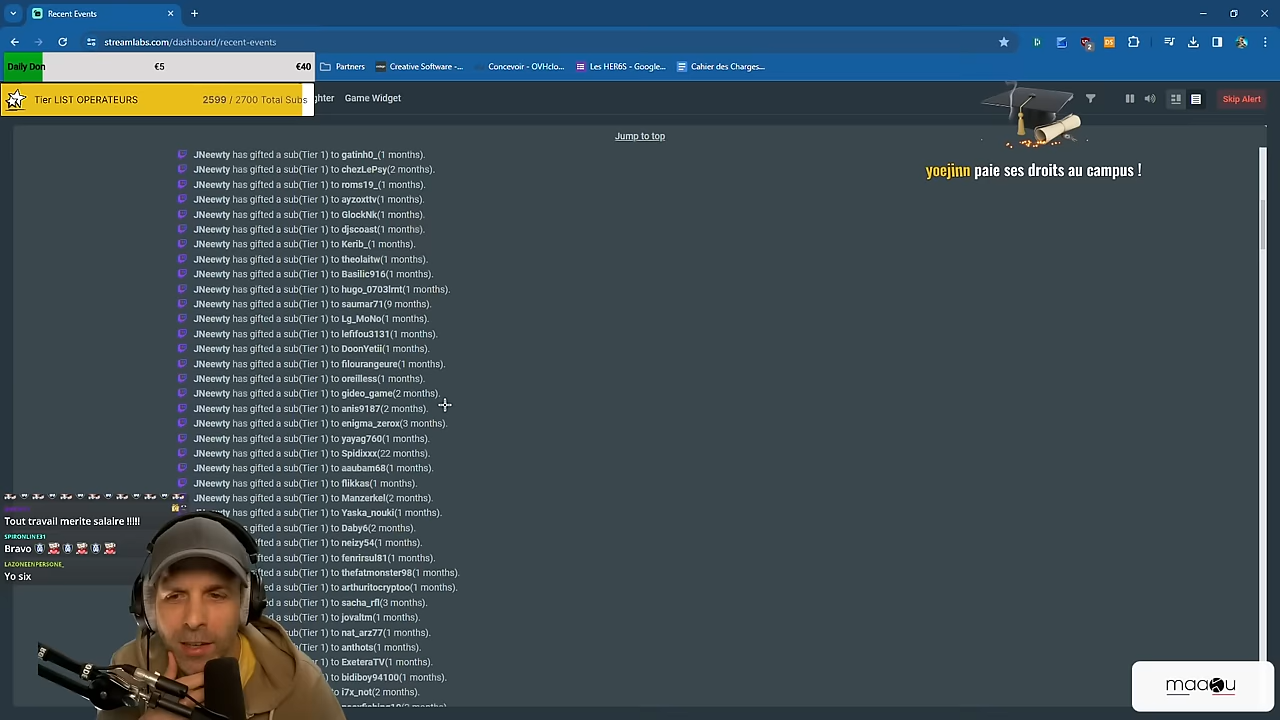 Recent Events
streamlabs.com/dashboard/recent-events
Daily Don €5 €40
Partners Creative Software -... Concevoir - OVHclo... Les HER6S - Google... Cahier des Charges...
Tier LIST OPERATEURS 2599 / 2700 Total Subs
Game Widget
Skip Alert
Jump to top
yoejinn paie ses droits au campus !
JNeewty has gifted a sub(Tier 1) to gatinh0_(1 months).
JNeewty has gifted a sub(Tier 1) to chezLePsy(2 months).
JNeewty has gifted a sub(Tier 1) to roms19_(1 months).
JNeewty has gifted a sub(Tier 1) to ayzoxttv(1 months).
JNeewty has gifted a sub(Tier 1) to GlockNk(1 months).
JNeewty has gifted a sub(Tier 1) to djscoast(1 months).
JNeewty has gifted a sub(Tier 1) to Kerib_(1 months).
JNeewty has gifted a sub(Tier 1) to theolaitw(1 months).
JNeewty has gifted a sub(Tier 1) to Basilic916(1 months).
JNeewty has gifted a sub(Tier 1) to hugo_0703lrnt(1 months).
JNeewty has gifted a sub(Tier 1) to saumar71(9 months).
JNeewty has gifted a sub(Tier 1) to Lg_MoNo(1 months).
JNeewty has gifted a sub(Tier 1) to lefifou3131(1 months).
JNeewty has gifted a sub(Tier 1) to DoonYetii(1 months).
JNeewty has gifted a sub(Tier 1) to filourangeure(1 months).
JNeewty has gifted a sub(Tier 1) to oreilless(1 months).
JNeewty has gifted a sub(Tier 1) to gideo_game(2 months).
JNeewty has gifted a sub(Tier 1) to anis9187(2 months).
JNeewty has gifted a sub(Tier 1) to enigma_zerox(3 months).
JNeewty has gifted a sub(Tier 1) to yayag760(1 months).
JNeewty has gifted a sub(Tier 1) to Spidixxx(22 months).
JNeewty has gifted a sub(Tier 1) to aaubam68(1 months).
JNeewty has gifted a sub(Tier 1) to flikkas(1 months).
JNeewty has gifted a sub(Tier 1) to Manzerkel(2 months).
JNeewty has gifted a sub(Tier 1) to Yaska_nouki(1 months).
has gifted a sub(Tier 1) to Daby6(2 months).
has gifted a sub(Tier 1) to neizy54(1 months).
a sub(Tier 1) to fenrirsul81(1 months).
a sub(Tier 1) to thefatmonster98(1 months).
a sub(Tier 1) to arthuritocryptoo(1 months).
a sub(Tier 1) to sacha_rfl(3 months).
a sub(Tier 1) to jovaltm(1 months).
sub(Tier 1) to nat_arz77(1 months).
sub(Tier 1) to anthots(1 months).
sub(Tier 1) to ExeteraTV(1 months).
sub(Tier 1) to bidiboy94100(1 months).
(Tier 1) to i7x_not(2 months).
Tout travail merite salaire !!!!!
SPIRONLINE31
Bravo
LAZONEENPERSONE_
Yo six